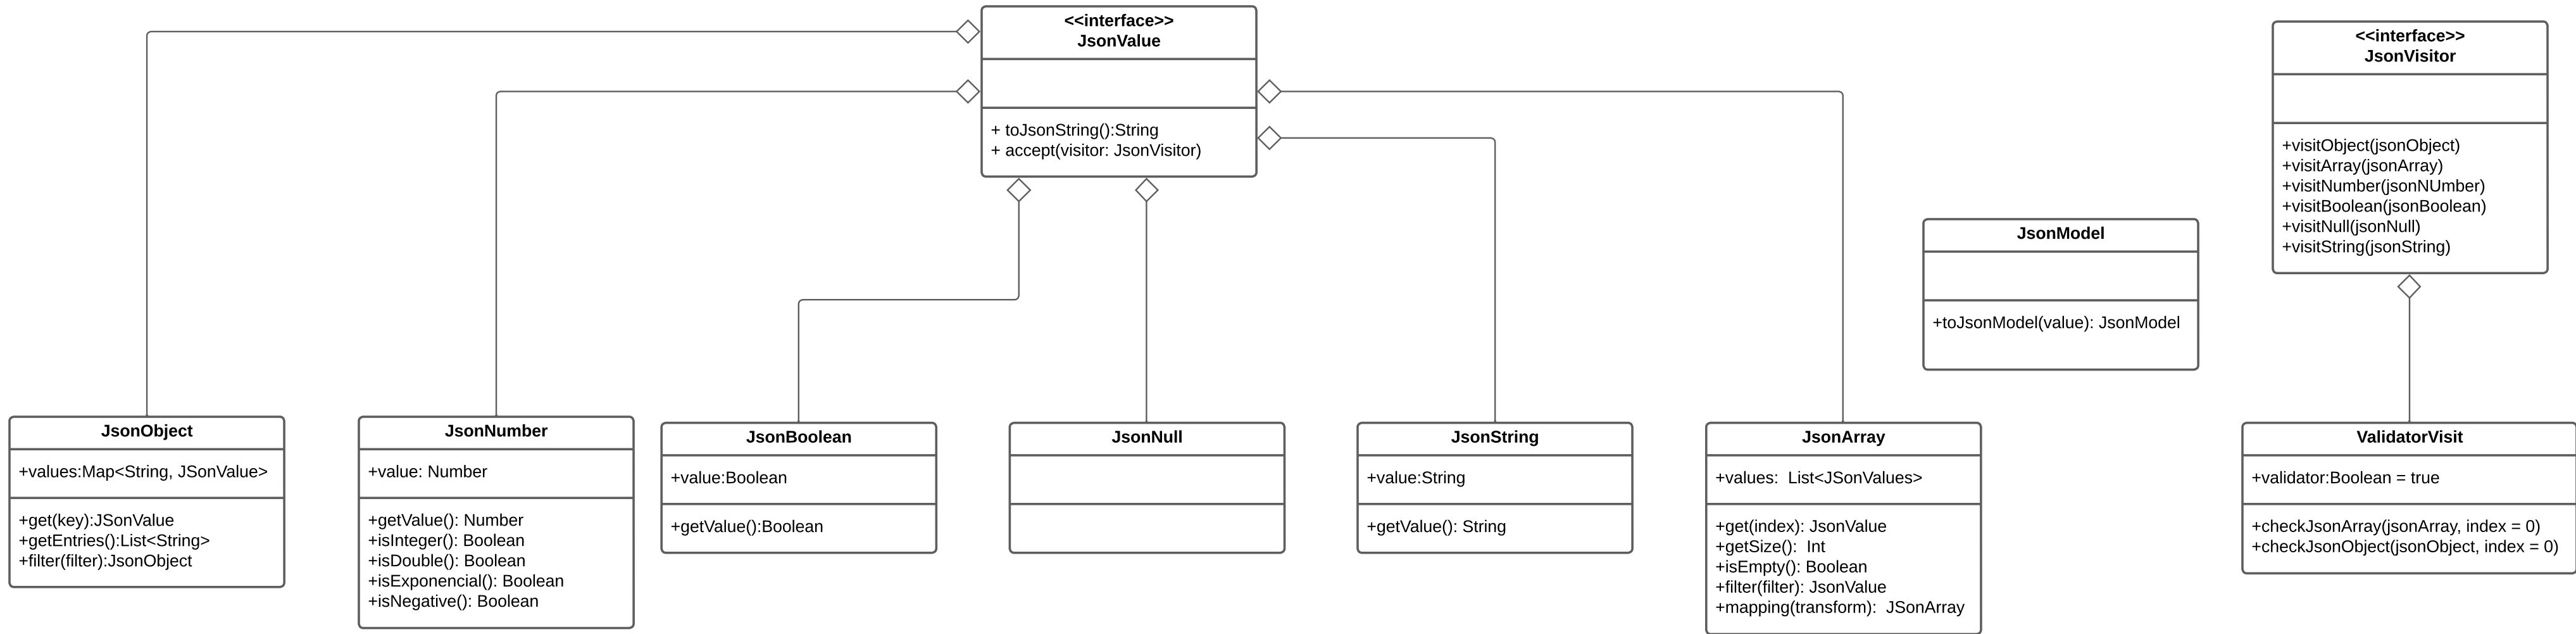 <<interface>>
JsonValue
+ toJsonString():String
+ accept(visitor: JsonVisitor)
<<interface>>
JsonVisitor
+visitObject(jsonObject)
+visitArray(jsonArray)
+visitNumber(jsonNUmber)
+visitBoolean(jsonBoolean)
+visitNull(jsonNull)
+visitString(jsonString)
JsonModel
+toJsonModel(value): JsonModel
JsonObject
+values:Map<String, JSonValue>
+get(key):JSonValue
+getEntries():List<String>
+filter(filter):JsonObject
JsonNumber
+value: Number
+getValue(): Number
+isInteger(): Boolean
+isDouble(): Boolean
+isExponencial(): Boolean
+isNegative(): Boolean
JsonBoolean
+value:Boolean
+getValue():Boolean
JsonNull
JsonString
+value:String
+getValue(): String
JsonArray
+values:  List<JSonValues>
+get(index): JsonValue
+getSize():  Int
+isEmpty(): Boolean
+filter(filter): JsonValue
+mapping(transform):  JSonArray
ValidatorVisit
+validator:Boolean = true
+checkJsonArray(jsonArray, index = 0)
+checkJsonObject(jsonObject, index = 0)